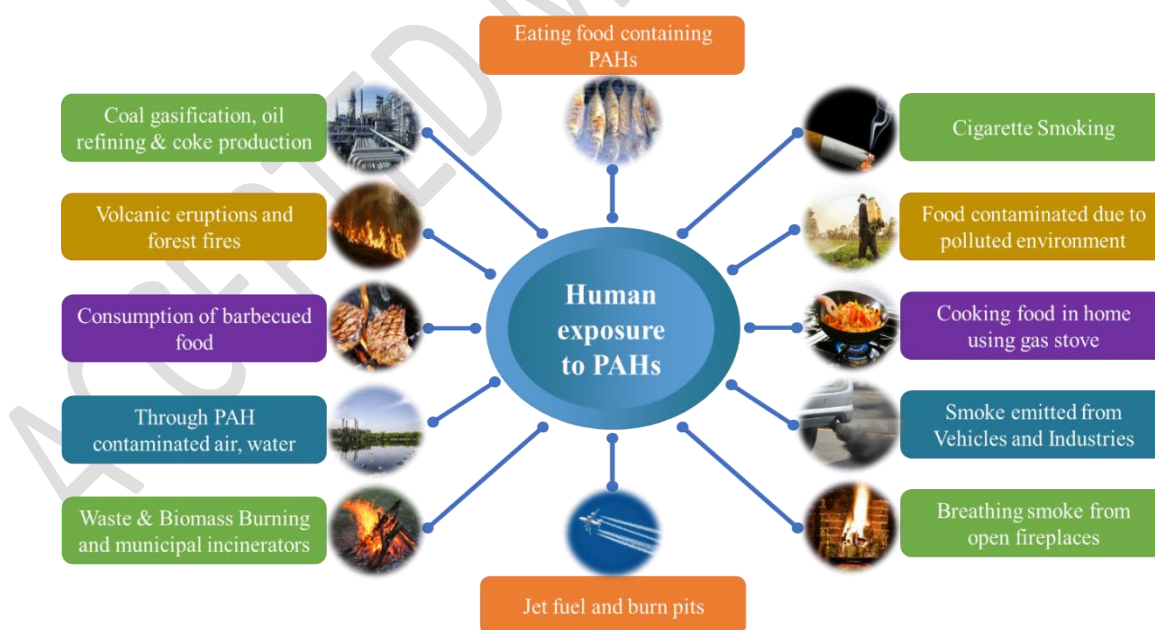 Eating food containing
PAHs
Coal gasification, oil
refining & coke production
Cigarette Smoking
Volcanic eruptions and
forest fires
Food contaminated due to
polluted environment
Human
exposure
to PAHs
Consumption of barbecued
food
Cooking food in home
using gas stove
Through PAH
contaminated air, water
Smoke emitted from
Vehicles and Industries
Waste & Biomass Burning
and municipal incinerators
Breathing smoke from
open fireplaces
Jet fuel and burn pits
ACCEPTED M